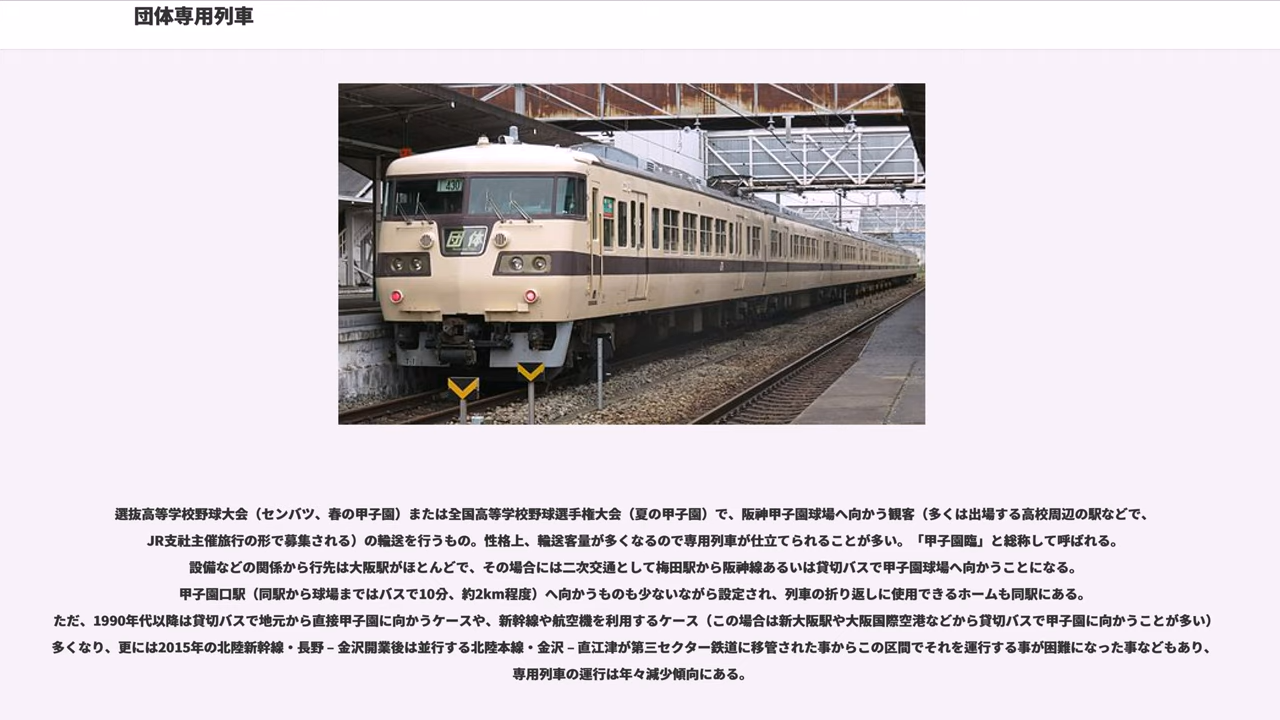 団体専用列車
430
団体
選抜高等学校野球大会（センバツ、春の甲子園）または全国高等学校野球選手権大会（夏の甲子園）で、阪神甲子園球場へ向かう観客（多くは出場する高校周辺の駅などで、
JR支社主催旅行の形で募集される）の輸送を行うもの。性格上、輸送客量が多くなるので専用列車が仕立てられることが多い。「甲子園臨」と総称して呼ばれる。
設備などの関係から行先は大阪駅がほとんどで、その場合には二次交通として梅田駅から阪神線あるいは貸切バスで甲子園球場へ向かうことになる。
甲子園口駅（同駅から球場まではバスで10分、約2km程度）へ向かうものも少ないながら設定され、列車の折り返しに使用できるホームも同駅にある。
ただ、1990年代以降は貸切バスで地元から直接甲子園に向かうケースや、新幹線や航空機を利用するケース（この場合は新大阪駅や大阪国際空港などから貸切バスで甲子園に向かうことが多い）
多くなり、更には2015年の北陸新幹線・長野 – 金沢開業後は並行する北陸本線・金沢 – 直江津が第三セクター鉄道に移管された事からこの区間でそれを運行する事が困難になった事などもあり、
専用列車の運行は年々減少傾向にある。